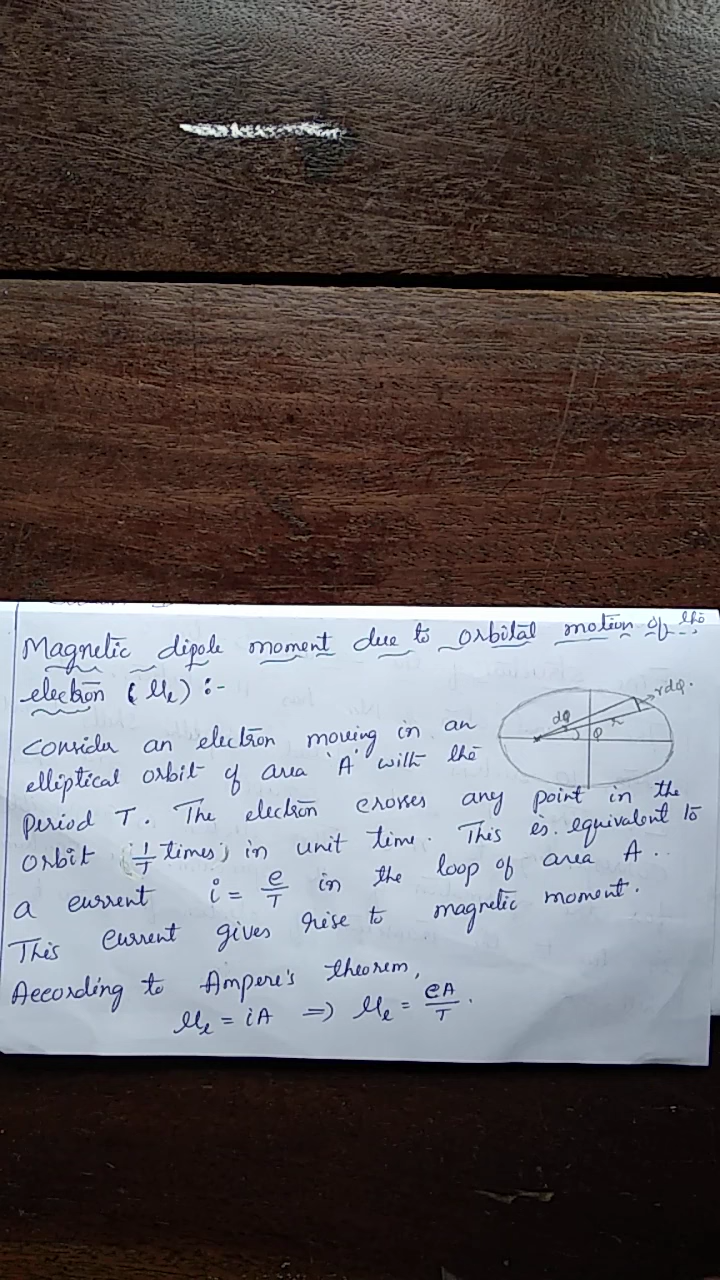 Magnetic dipole moment due to orbital motion of the
electron (μₑ) :-
rdφ.
dφ
r
φ
Consider an electron moving in an
elliptical orbit of area 'A' with the
period T. The electron crosses any point in the
orbit (1/T times) in unit time. This is equivalent to
a current i = e/T in the loop of area A.
This current gives rise to magnetic moment.
According to Ampere's theorem,
μₑ = iA ⇒ μₑ = eA/T.